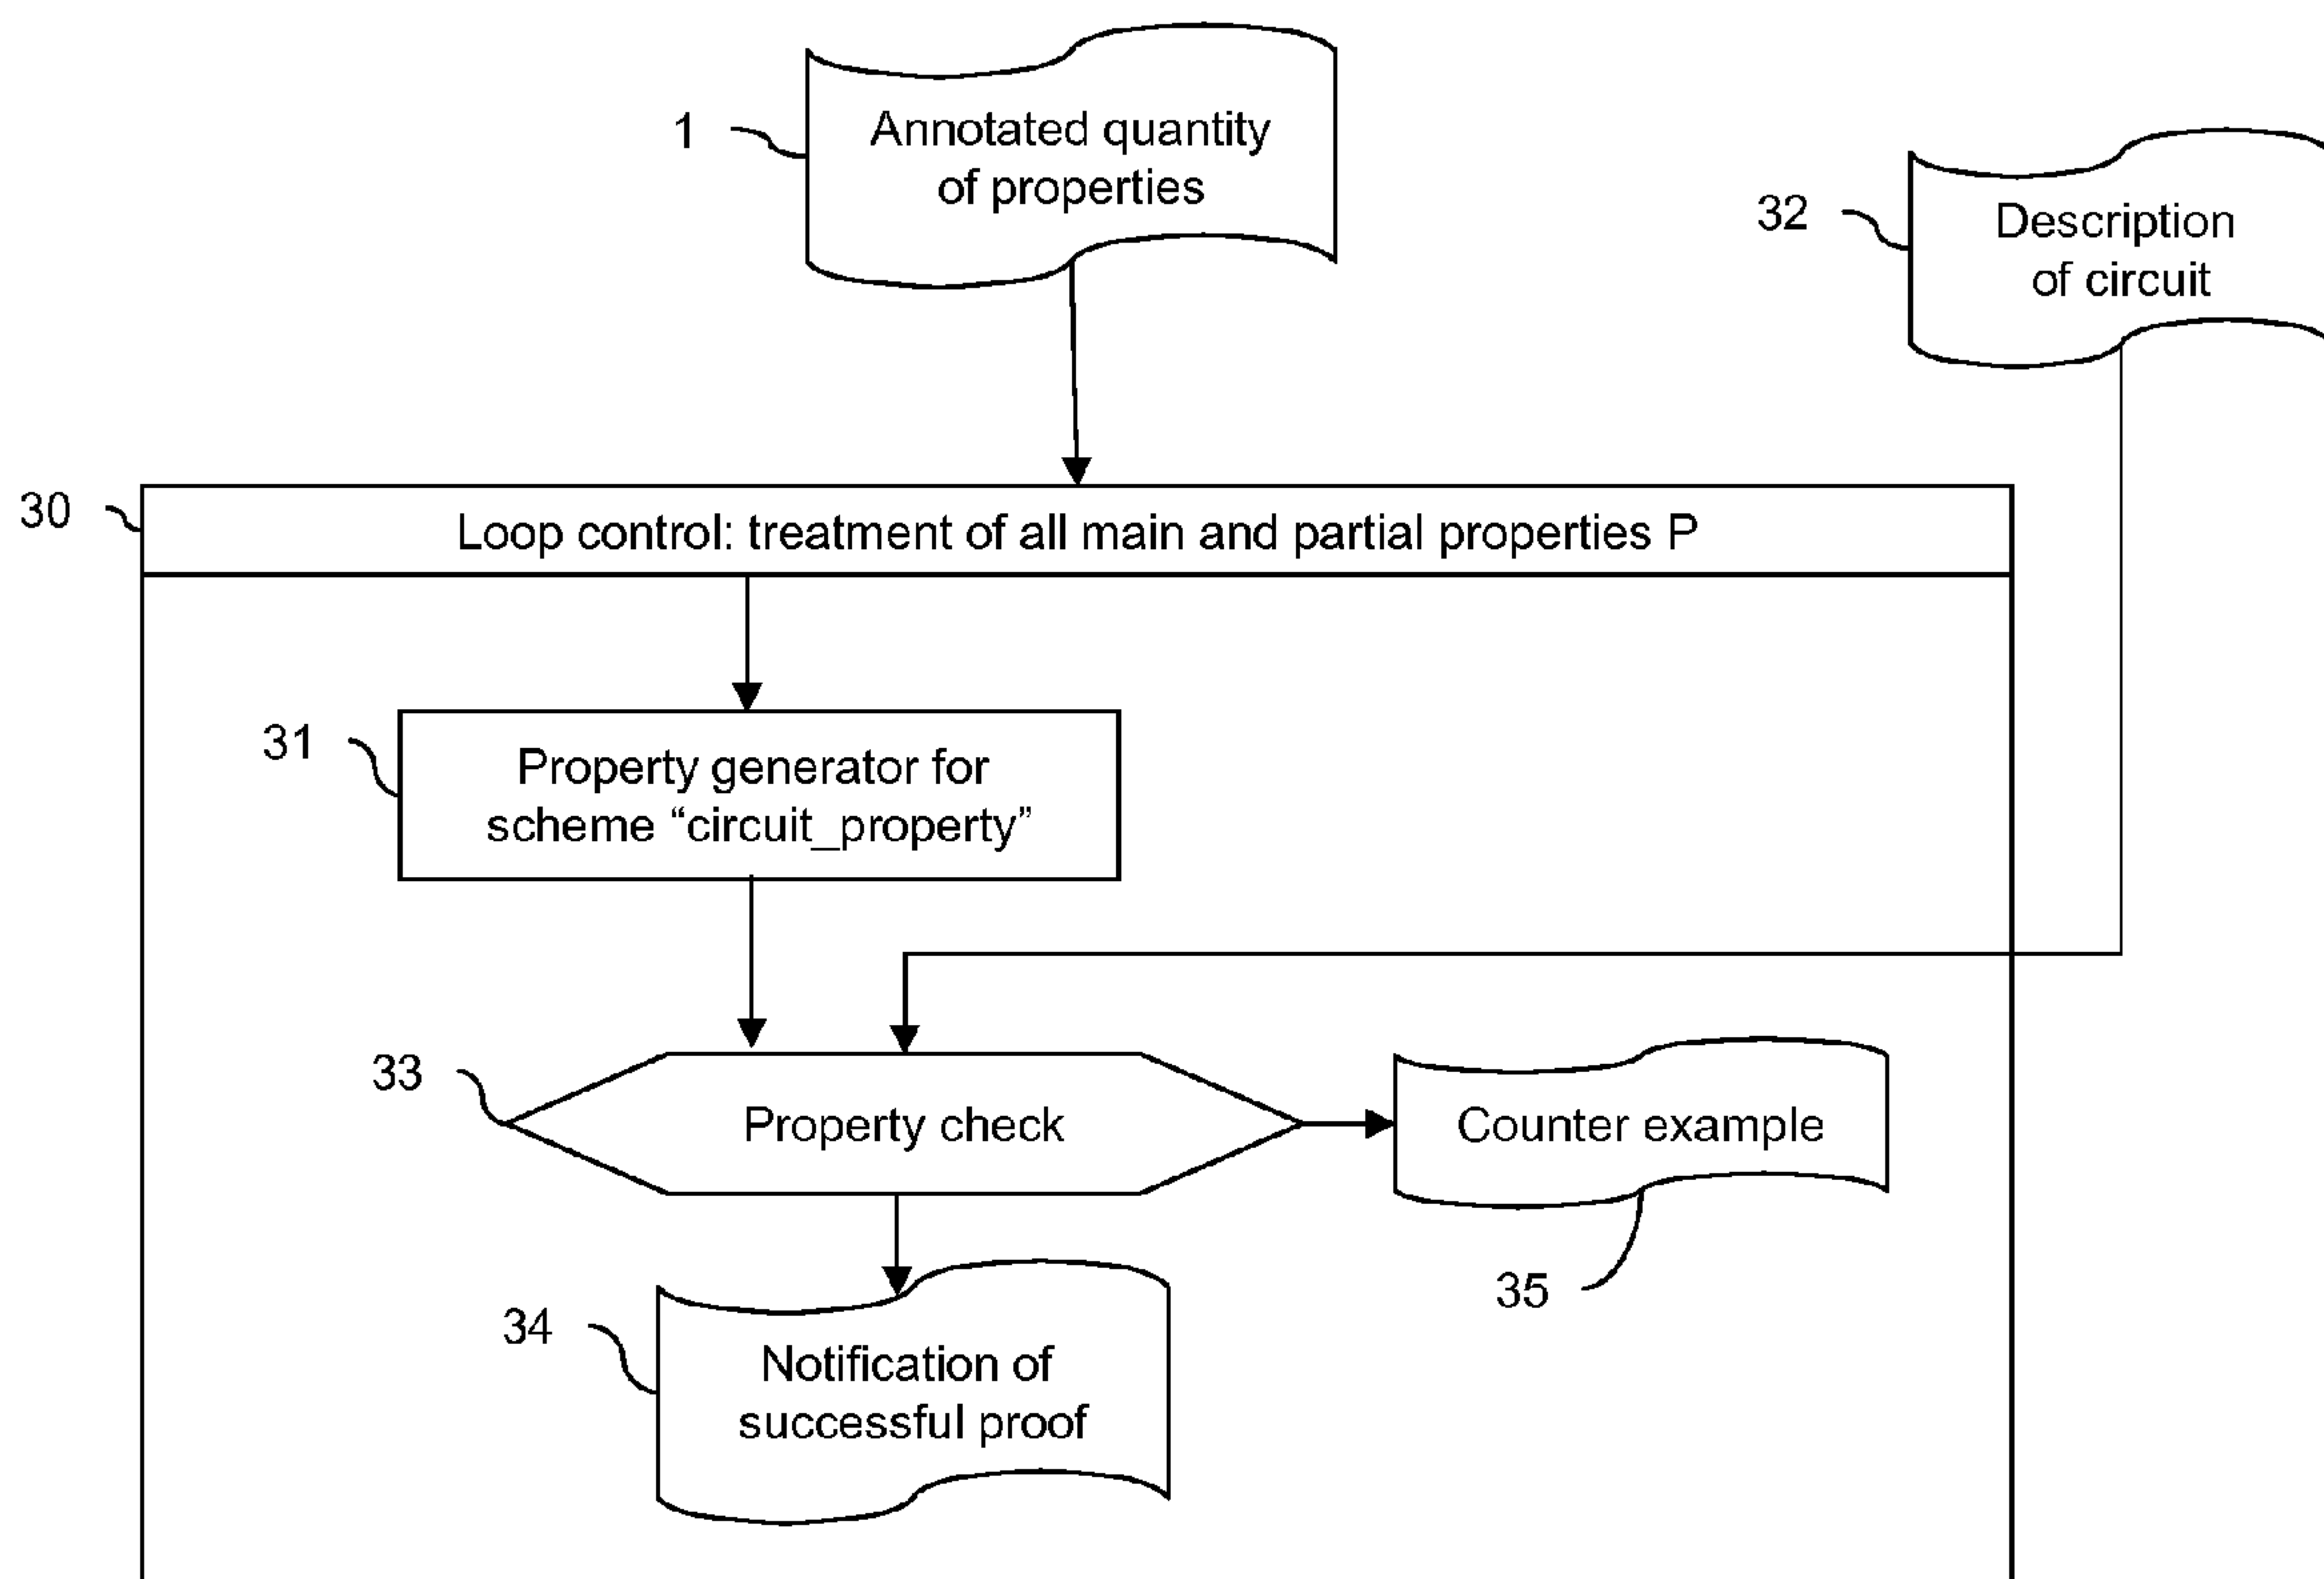 1
Annotated quantity
of properties
32
Description
of circuit
30
Loop control: treatment of all main and partial properties P
31
Property generator for
scheme “circuit_property”
33
Property check
Counter example
35
34
Notification of
successful proof